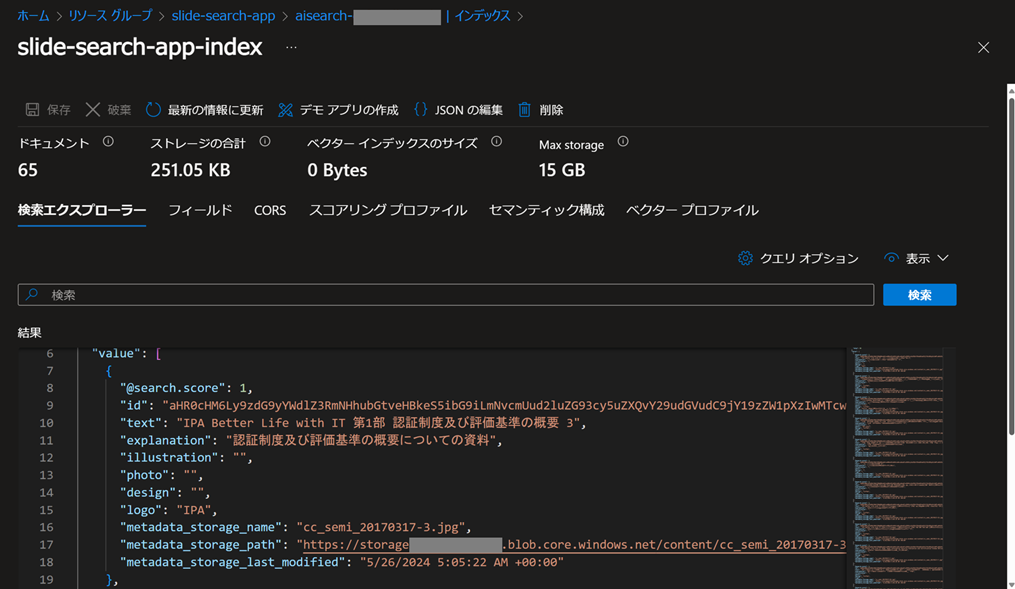 ホーム > リソース グループ > slide-search-app > aisearch- | インデックス >
slide-search-app-index ...
保存 破棄 最新の情報に更新 デモ アプリの作成 {} JSON の編集 削除
ドキュメント ストレージの合計 ベクター インデックスのサイズ Max storage
65 251.05 KB 0 Bytes 15 GB
検索エクスプローラー フィールド CORS スコアリング プロファイル セマンティック構成 ベクター プロファイル
クエリ オプション 表示
検索 検索
結果
6 "value": [
7 {
8 "@search.score": 1,
9 "id": "aHR0cHM6Ly9zdG9yYWdlZ3RmNHhubGtveHBkeS5ibG9iLmNvcmUud2luZG93cy5uZXQvY29udGVudC9jY19zZW1pXzIwMTcw
10 "text": "IPA Better Life with IT 第1部 認証制度及び評価基準の概要 3",
11 "explanation": "認証制度及び評価基準の概要についての資料",
12 "illustration": "",
13 "photo": "",
14 "design": "",
15 "logo": "IPA",
16 "metadata_storage_name": "cc_semi_20170317-3.jpg",
17 "metadata_storage_path": "https://storage .blob.core.windows.net/content/cc_semi_20170317-3
18 "metadata_storage_last_modified": "5/26/2024 5:05:22 AM +00:00"
19 },